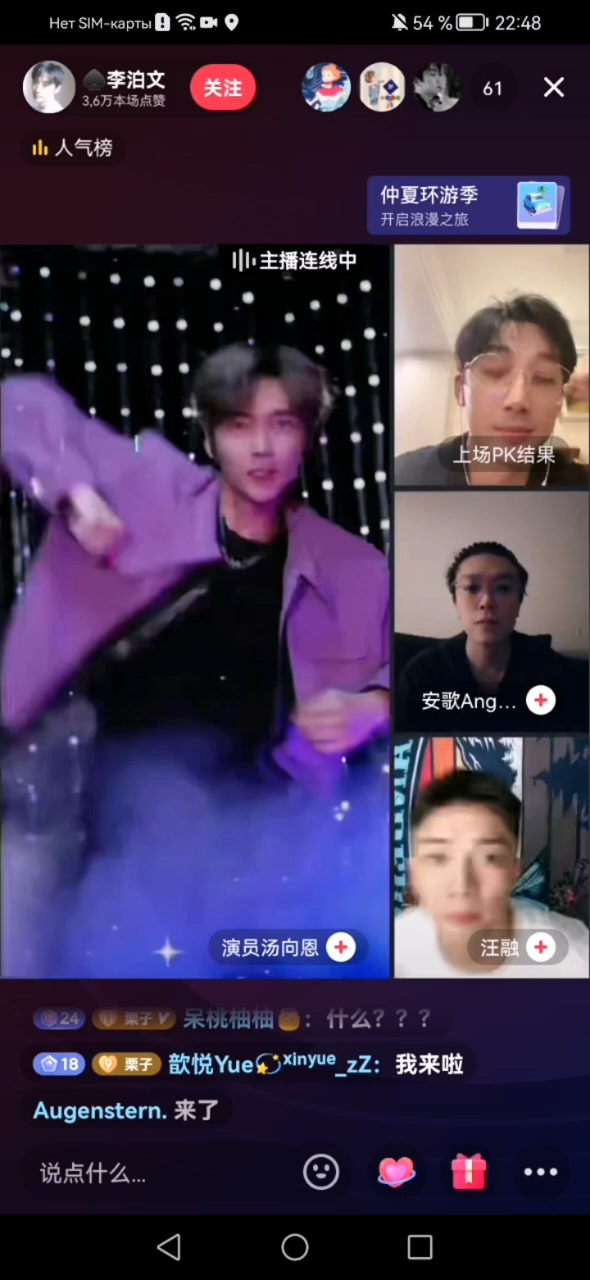 Нет SIM-карты 54 % 22:48
♠李泊文
3,6万本场点赞
关注
61
人气榜
仲夏环游季
开启浪漫之旅
主播连线中
上场PK结果
安歌Ang...
演员汤向恩
汪融
24 栗子 呆桃柚柚：什么？？？
18 栗子 歆悦Yue💫xinyue_zZ：我来啦
Augenstern. 来了
说点什么...